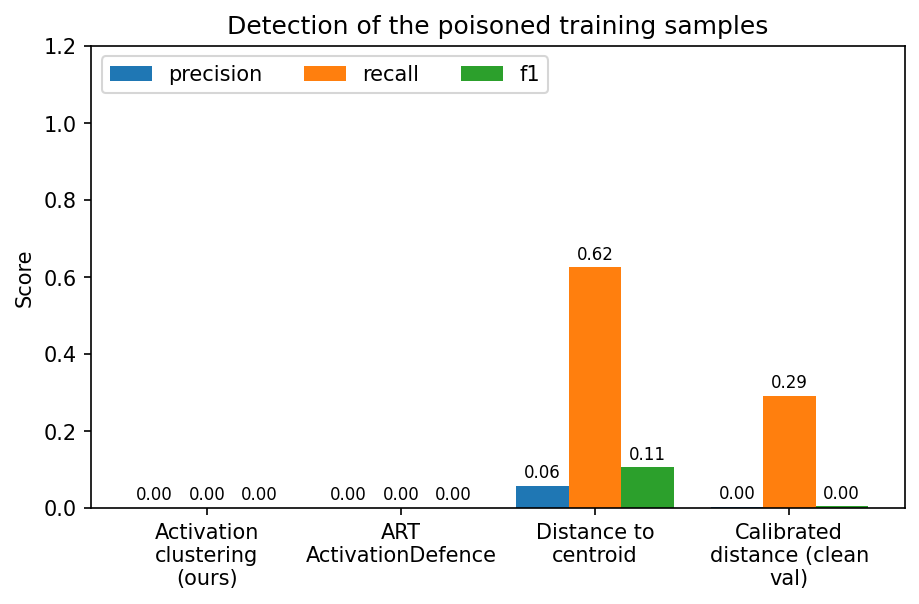 Detection of the poisoned training samples
precision recall f1
Score
1.2
1.0
0.8
0.6
0.4
0.2
0.0
0.00 0.00 0.00
0.00 0.00 0.00
0.06 0.62 0.11
0.00 0.29 0.00
Activation
clustering
(ours)
ART
ActivationDefence
Distance to
centroid
Calibrated
distance (clean
val)